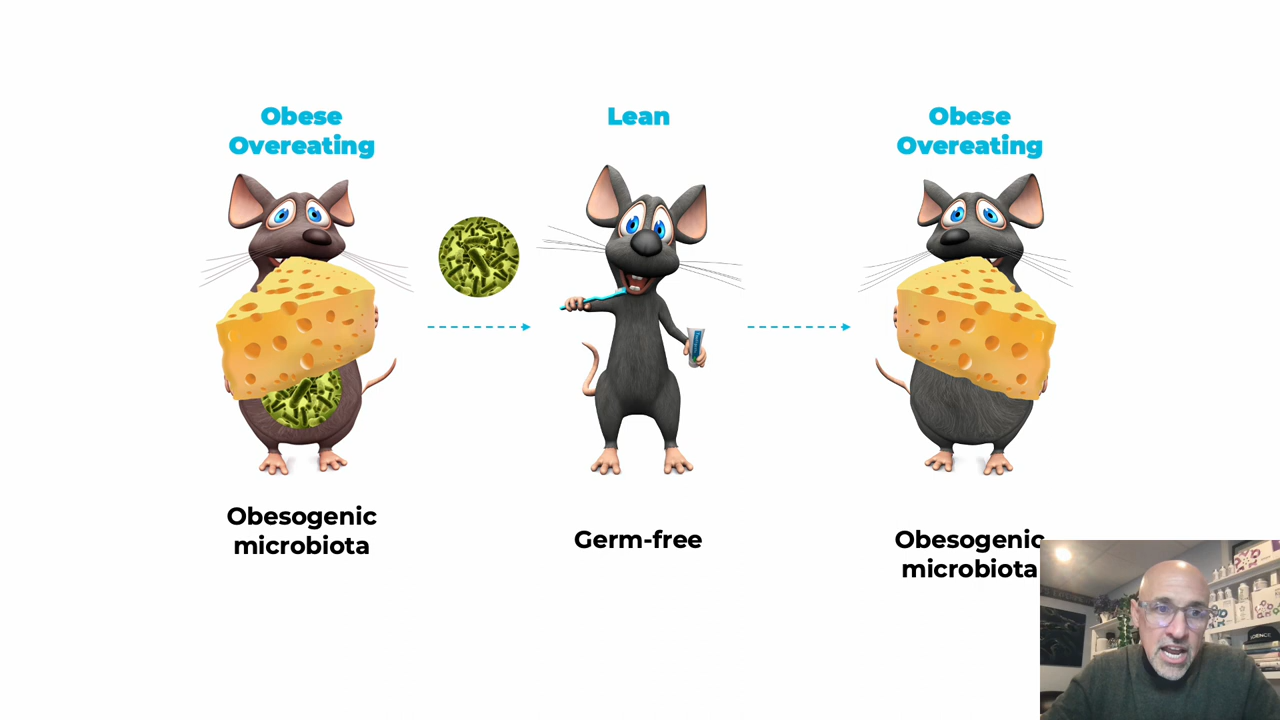 Obese
Overeating
Lean
Obese
Overeating
Obesogenic
microbiota
Germ-free
Obesogenic
microbiota